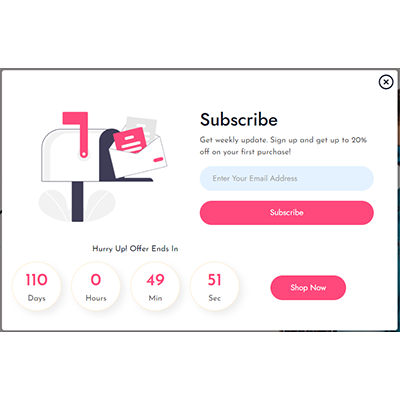 Subscribe
Get weekly update. Sign up and get up to 20%
off on your first purchase!
Enter Your Email Address
Subscribe
Hurry Up! Offer Ends In
110 0 49 51
Days Hours Min Sec
Shop Now